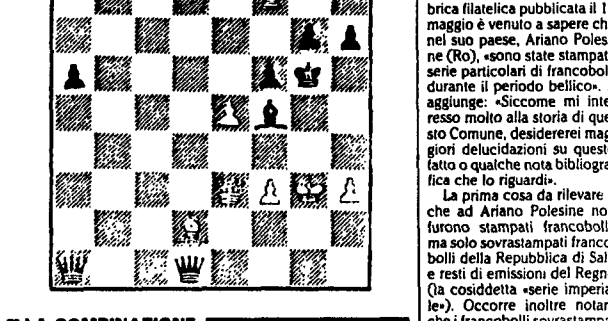 brica filatelica pubblicata il 1
maggio è venuto a sapere ch
nel suo paese, Ariano Poles
ne (Ro), «sono state stampat
serie particolari di francobol
durante il periodo bellico».
aggiunge: «Siccome mi inte
resso molto alla storia di que
sto Comune, desidererei mag
giori delucidazioni su quest
fatto o qualche nota bibliogra
fica che lo riguardi».
La prima cosa da rilevare
che ad Ariano Polesine no
furono stampati francoboll
ma solo sovrastampati franco
bolli della Repubblica di Sal
e resti di emissioni del Regn
(la cosiddetta «serie imperia
le»). Occorre inoltre notar
che i francobolli sovrastampa
LA COMBINAZIONE